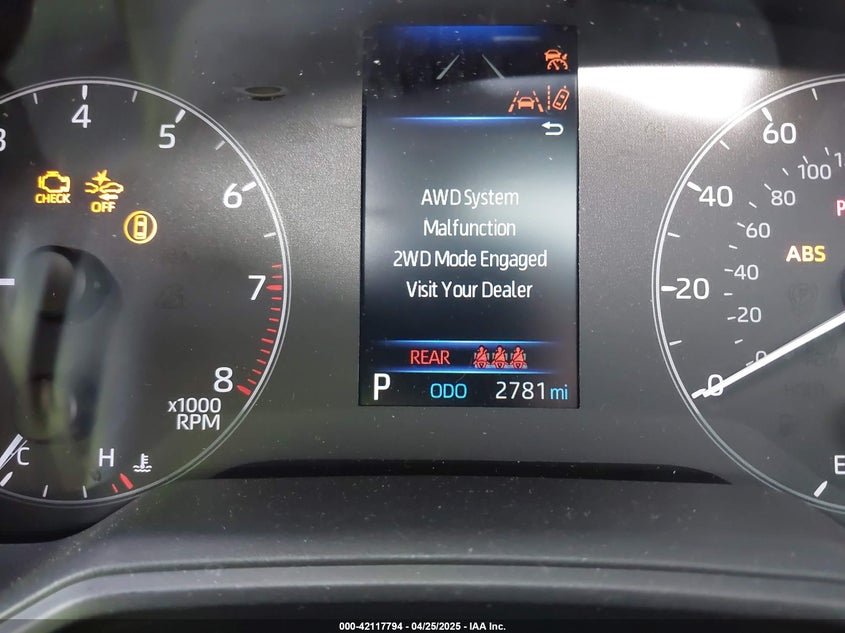 4
5
6
7
8
x1000
RPM
CHECK
OFF
C
H
AWD System
Malfunction
2WD Mode Engaged
Visit Your Dealer
REAR
P
ODO
2781 mi
60
40
20
0
100
80
60
40
20
0
ABS
P
E
000-42117794 - 04/25/2025 - IAA Inc.